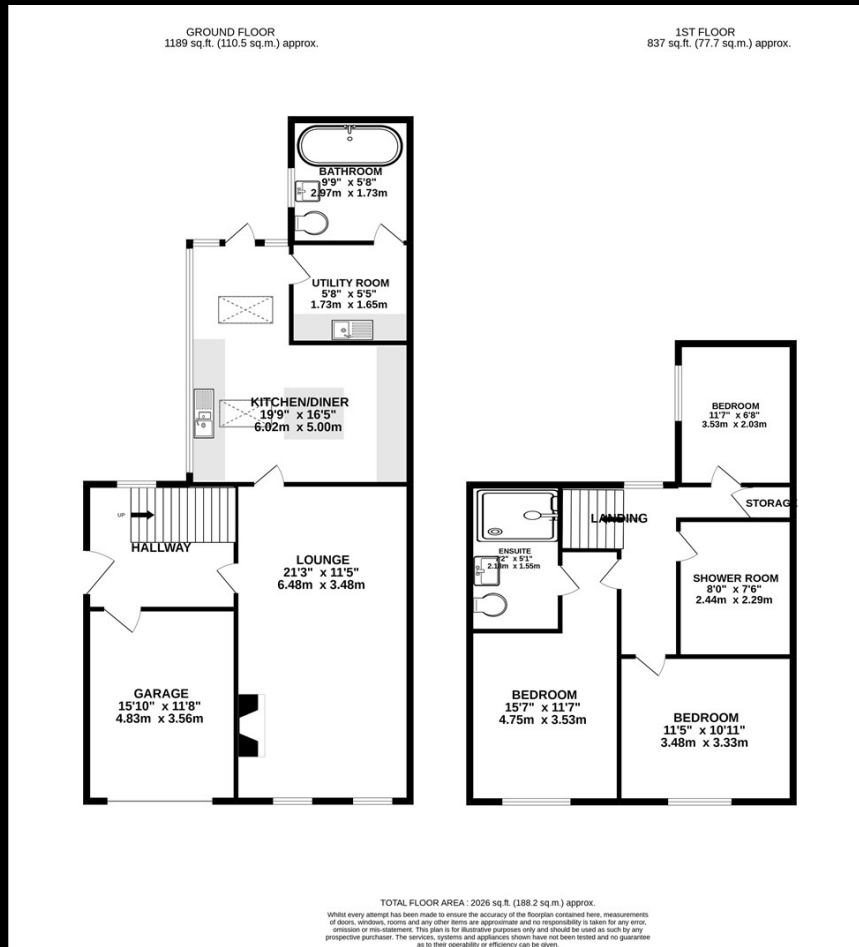 GROUND FLOOR
1189 sq.ft. (110.5 sq.m.) approx.
1ST FLOOR
837 sq.ft. (77.7 sq.m.) approx.
BATHROOM
9'9" x 5'8"
2.97m x 1.73m
UTILITY ROOM
5'8" x 5'5"
1.73m x 1.65m
KITCHEN/DINER
19'9" x 16'5"
6.02m x 5.00m
UP
HALLWAY
LOUNGE
21'3" x 11'5"
6.48m x 3.48m
GARAGE
15'10" x 11'8"
4.83m x 3.56m
BEDROOM
11'7" x 6'8"
3.53m x 2.03m
STORAGE
LANDING
ENSUITE
7'2" x 5'1"
2.18m x 1.55m
SHOWER ROOM
8'0" x 7'6"
2.44m x 2.29m
BEDROOM
15'7" x 11'7"
4.75m x 3.53m
BEDROOM
11'5" x 10'11"
3.48m x 3.33m
TOTAL FLOOR AREA : 2026 sq.ft. (188.2 sq.m.) approx.
Whilst every attempt has been made to ensure the accuracy of the floorplan contained here, measurements
of doors, windows, rooms and any other items are approximate and no responsibility is taken for any error,
omission or mis-statement. This plan is for illustrative purposes only and should be used as such by any
prospective purchaser. The services, systems and appliances shown have not been tested and no guarantee
as to their operability or efficiency can be given.